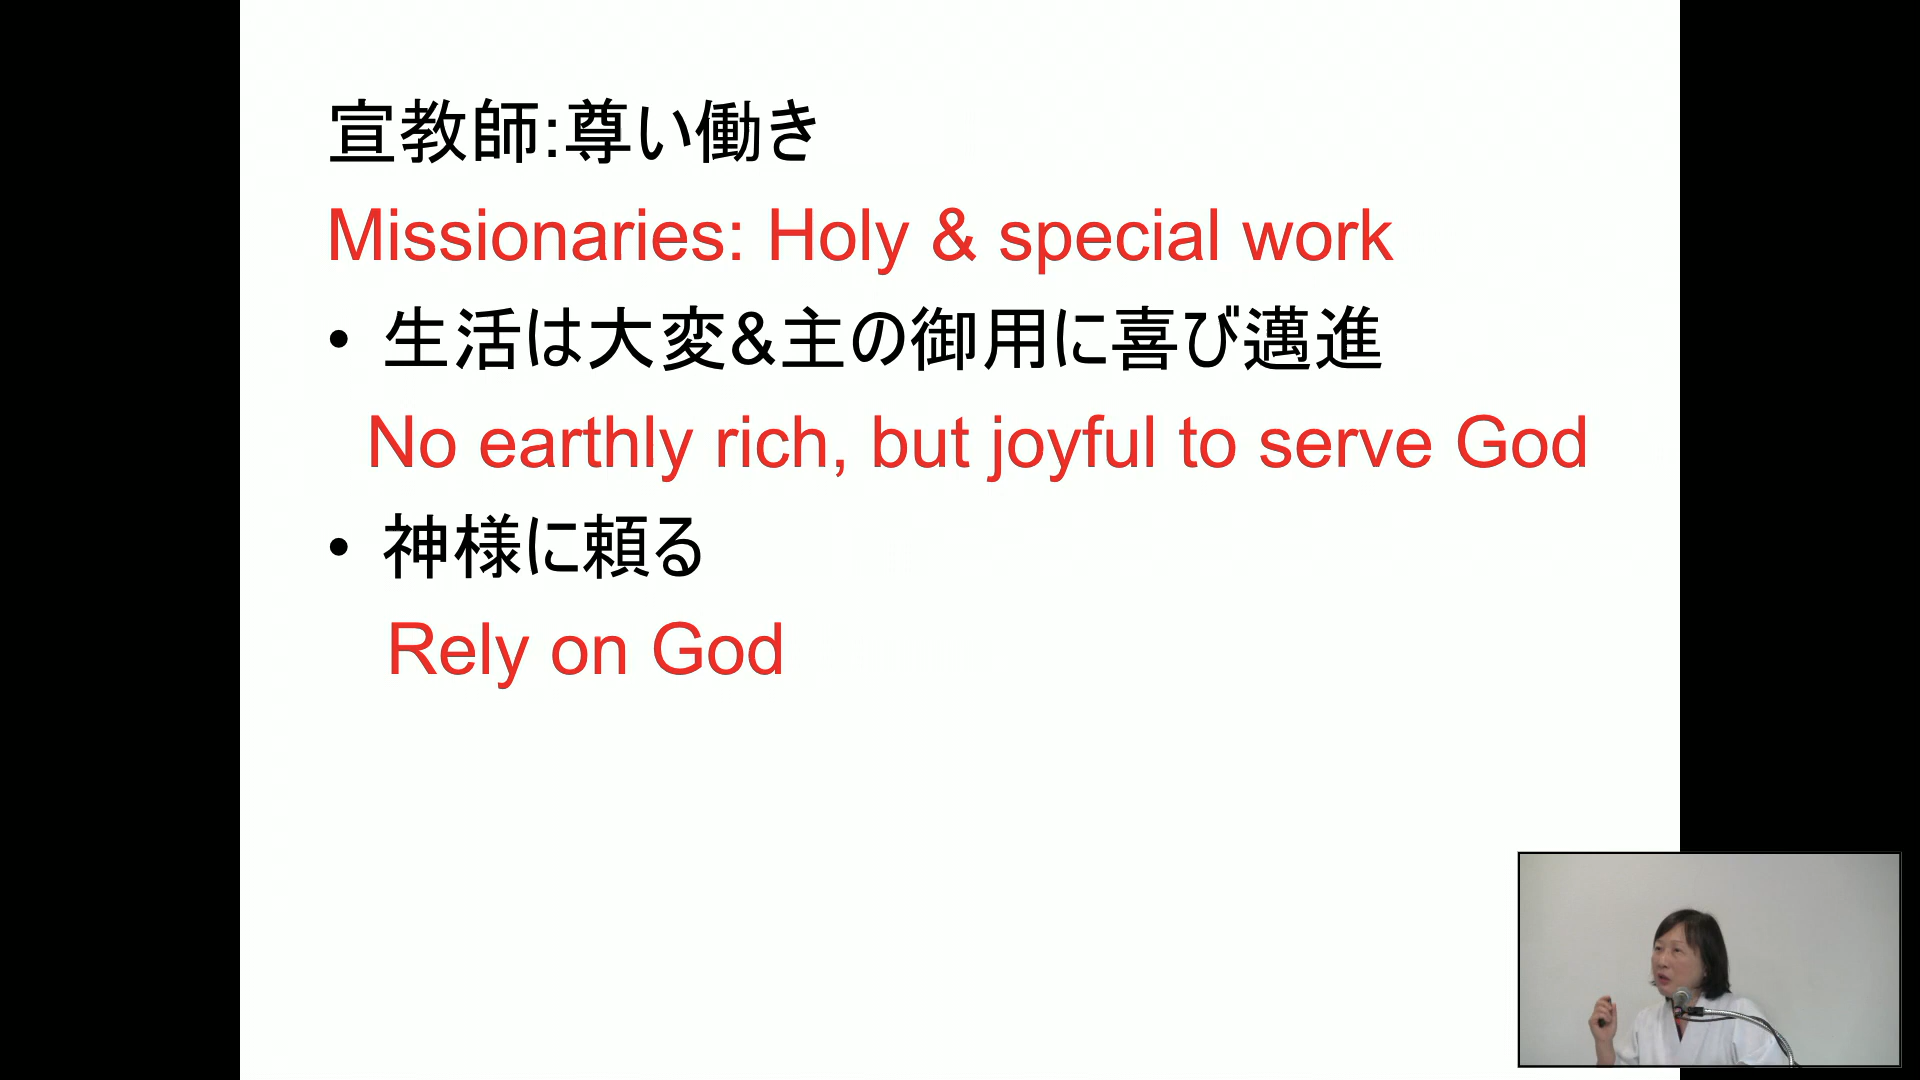 宣教師:尊い働き
Missionaries: Holy & special work
• 生活は大変&主の御用に喜び邁進
No earthly rich, but joyful to serve God
• 神様に頼る
Rely on God